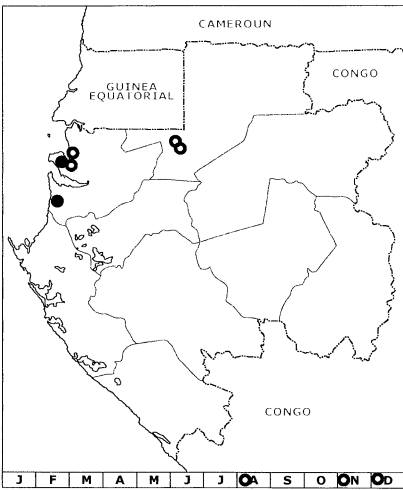 CAMEROUN
GUINEA
EQUATORIAL
CONGO
CONGO
J F M A M J J A S O N D